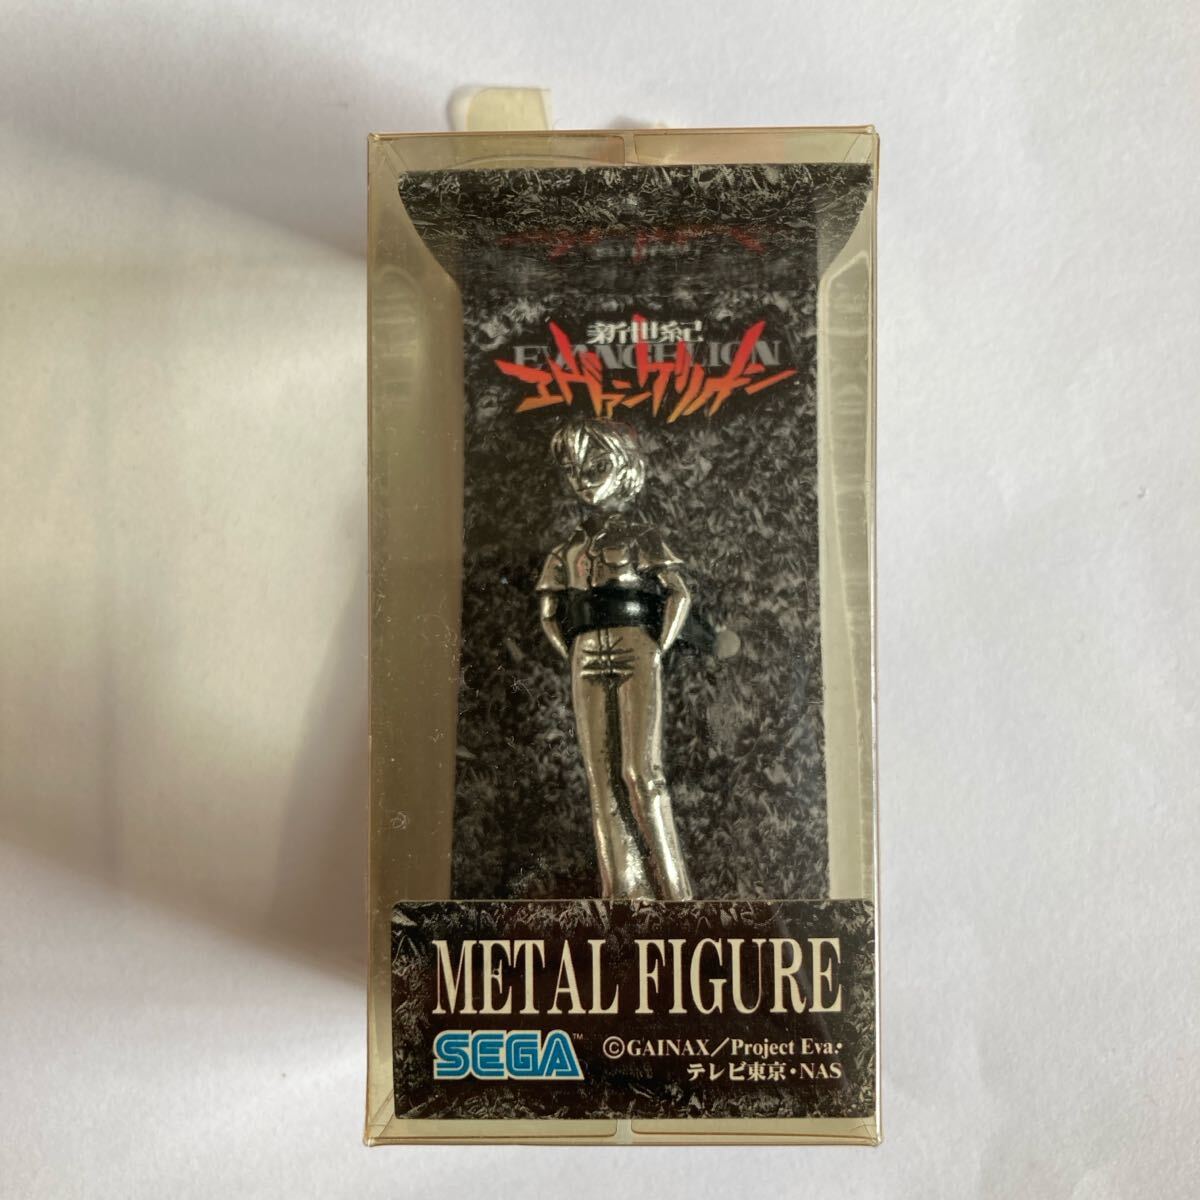 新世紀
EVANGELION
エヴァンゲリオン
METAL FIGURE
SEGA™
©GAINAX／Project Eva.・
テレビ東京・NAS